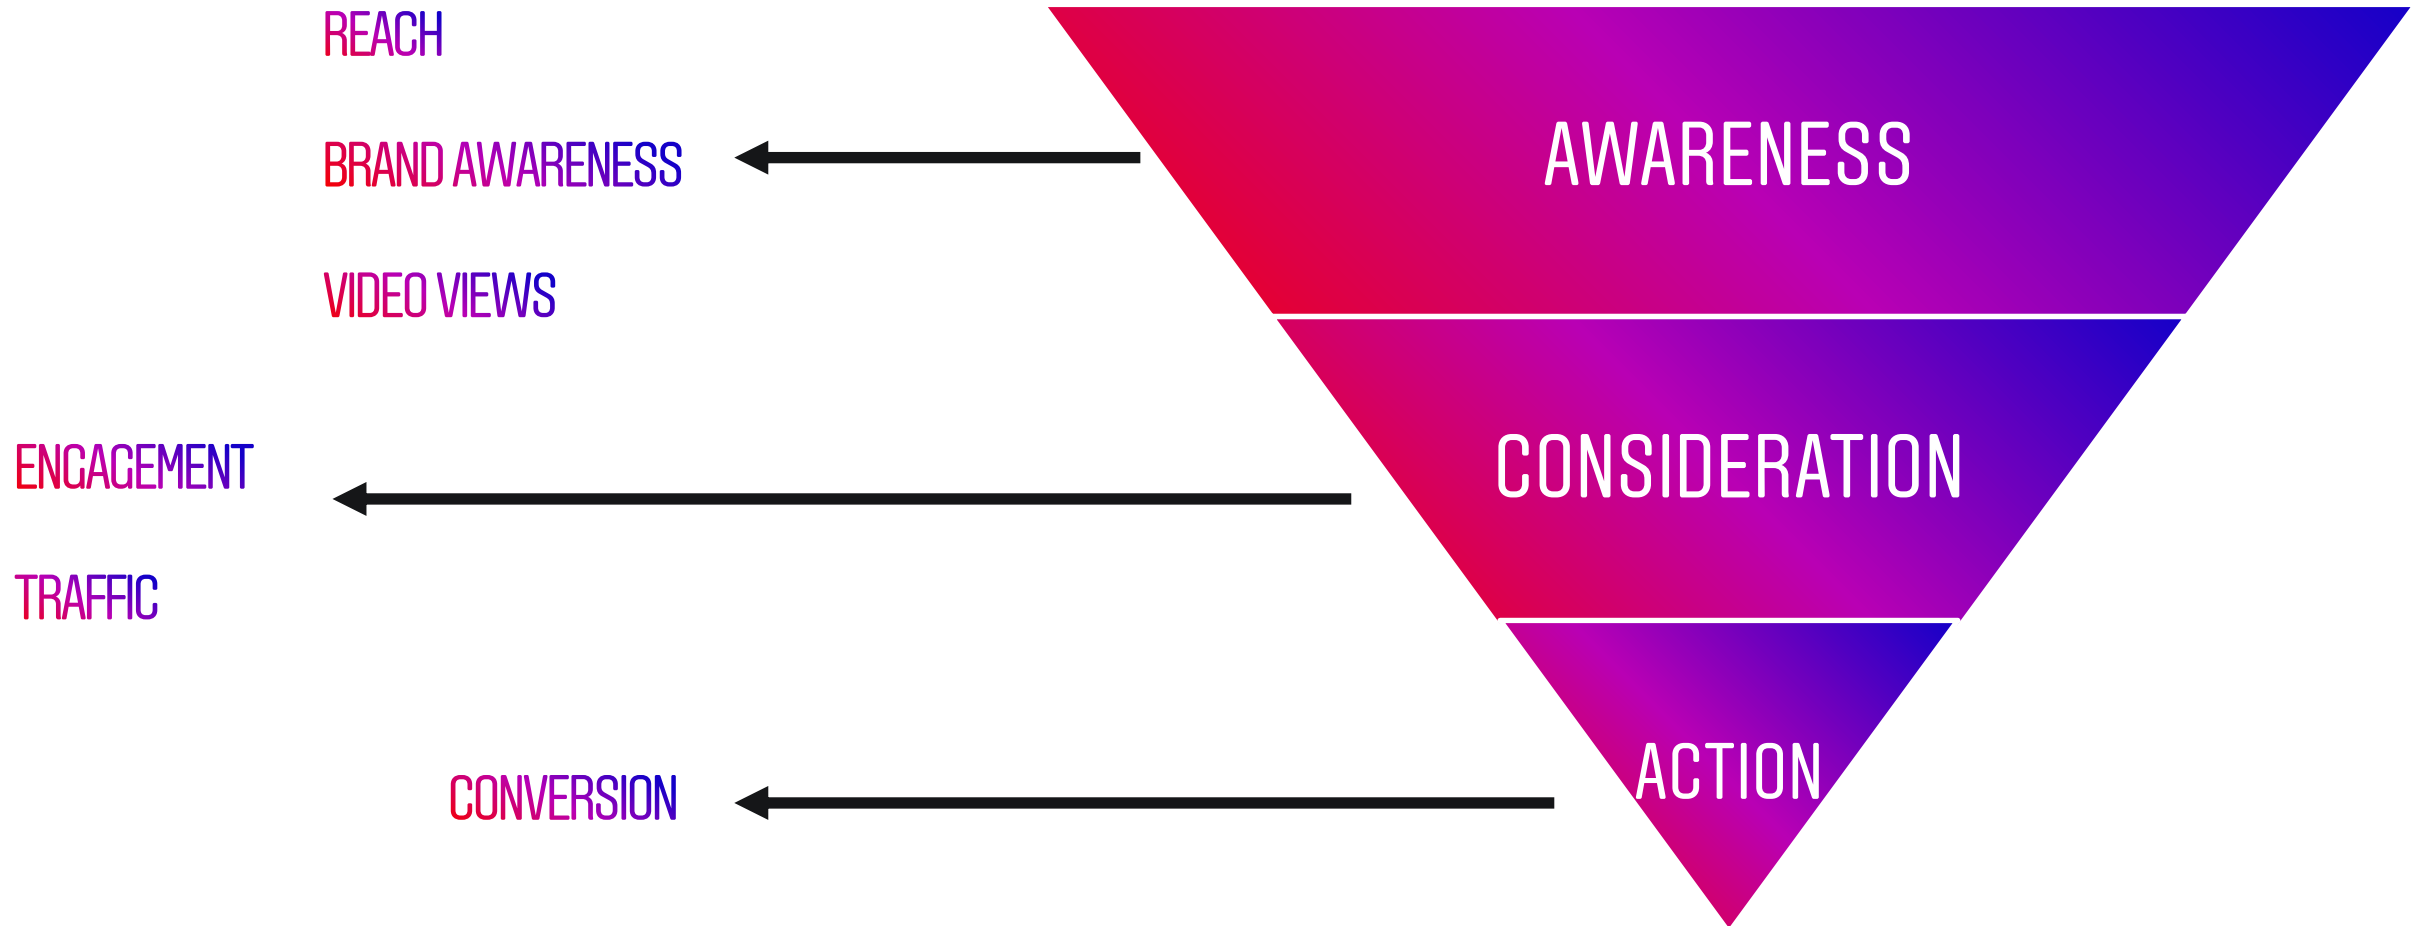 REACH
BRAND AWARENESS
VIDEO VIEWS
AWARENESS
ENGAGEMENT
TRAFFIC
CONSIDERATION
CONVERSION
ACTION